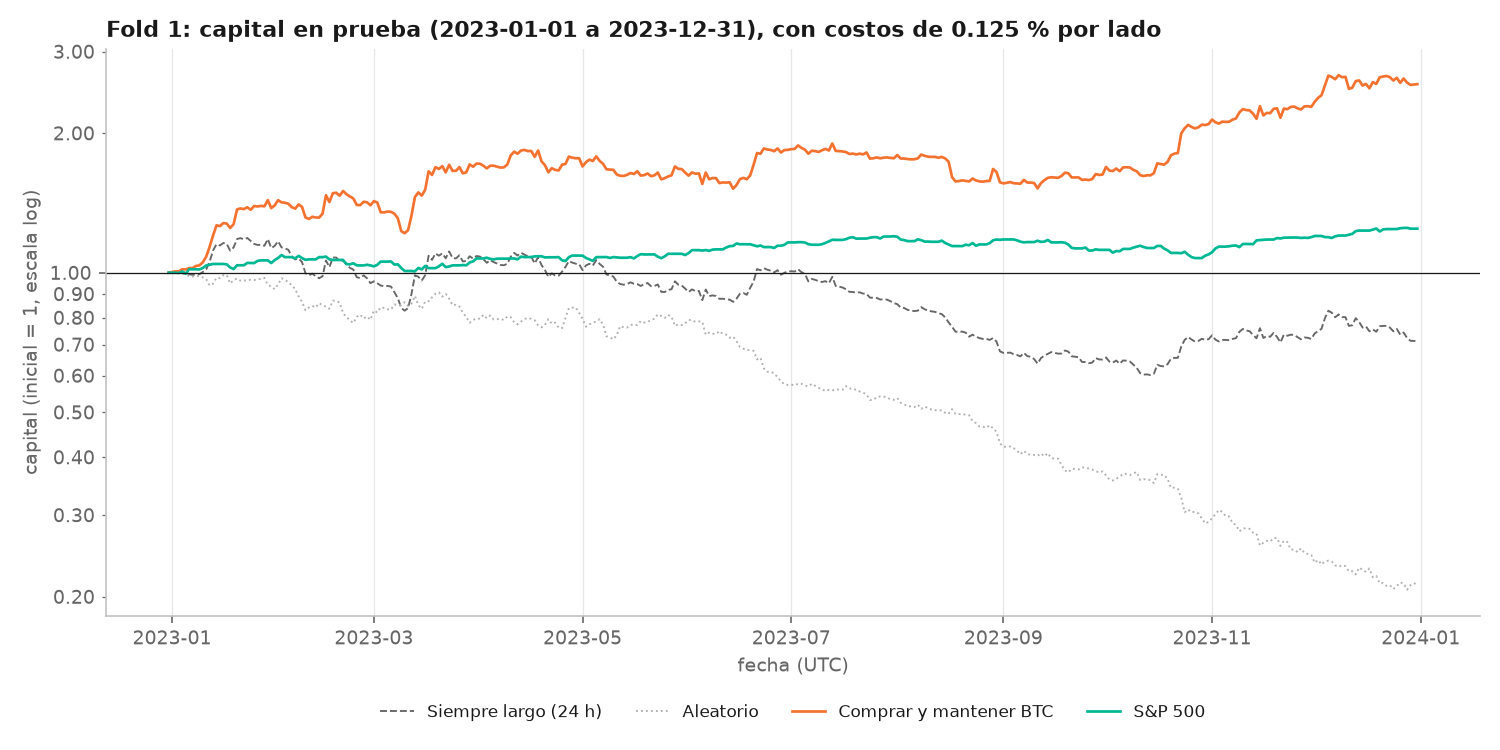 Fold 1: capital en prueba (2023-01-01 a 2023-12-31), con costos de 0.125 % por lado
capital (inicial = 1, escala log)
3.00
2.00
1.00
0.90
0.80
0.70
0.60
0.50
0.40
0.30
0.20
2023-01
2023-03
2023-05
2023-07
2023-09
2023-11
2024-01
fecha (UTC)
Siempre largo (24 h)
Aleatorio
Comprar y mantener BTC
S&P 500